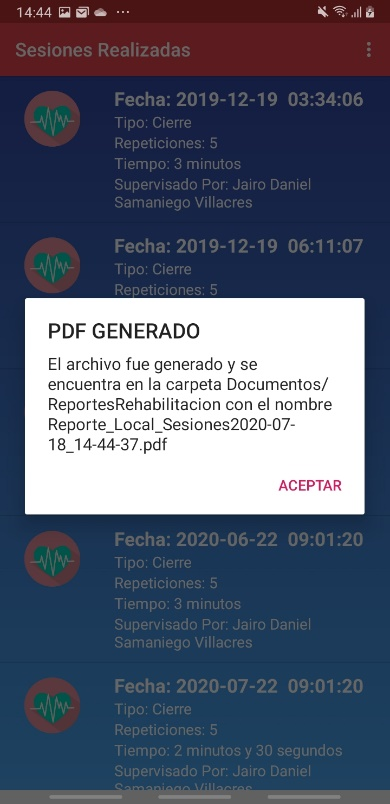 14:44
Sesiones Realizadas
Fecha: 2019-12-19 03:34:06
Tipo: Cierre
Repeticiones: 5
Tiempo: 3 minutos
Supervisado Por: Jairo Daniel
Samaniego Villacres
Fecha: 2019-12-19 06:11:07
Tipo: Cierre
Repeticiones: 5
PDF GENERADO
El archivo fue generado y se
encuentra en la carpeta Documentos/
ReportesRehabilitacion con el nombre
Reporte_Local_Sesiones2020-07-
18_14-44-37.pdf
ACEPTAR
Fecha: 2020-06-22 09:01:20
Tipo: Cierre
Repeticiones: 5
Tiempo: 3 minutos
Supervisado Por: Jairo Daniel
Samaniego Villacres
Fecha: 2020-07-22 09:01:20
Tipo: Cierre
Repeticiones: 5
Tiempo: 2 minutos y 30 segundos
Supervisado Por: Jairo Daniel
Samaniego Villacres